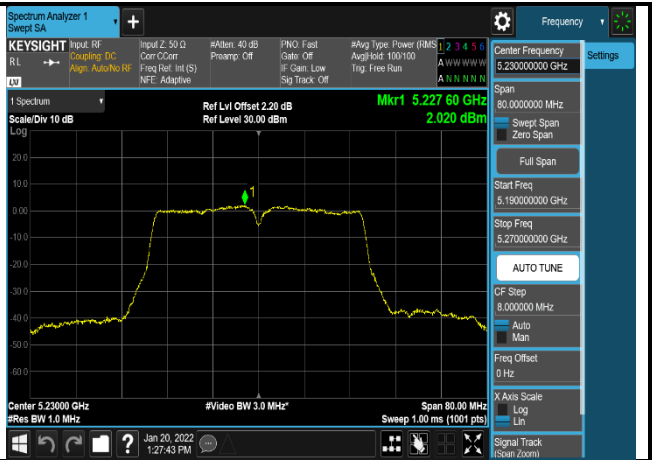 Spectrum Analyzer 1
Swept SA
Frequency
KEYSIGHT
RL
LXI
Input: RF
Coupling: DC
Align: Auto/No RF
Input Z: 50 Ω
Corr CCorr
Freq Ref: Int (S)
NFE: Adaptive
#Atten: 40 dB
Preamp: Off
PNO: Fast
Gate: Off
IF Gain: Low
Sig Track: Off
#Avg Type: Power (RMS
Avg|Hold: 100/100
Trig: Free Run
1 2 3 4 5 6
A W W W W W
A N N N N N
1 Spectrum
Scale/Div 10 dB
Log
Ref Lvl Offset 2.20 dB
Ref Level 30.00 dBm
Mkr1 5.227 60 GHz
2.020 dBm
20.0
10.0
0.00
-10.0
-20.0
-30.0
-40.0
-50.0
-60.0
1
Center 5.23000 GHz
#Res BW 1.0 MHz
#Video BW 3.0 MHz*
Span 80.00 MHz
Sweep 1.00 ms (1001 pts)
Center Frequency
5.230000000 GHz
Settings
Span
80.0000000 MHz
Swept Span
Zero Span
Full Span
Start Freq
5.190000000 GHz
Stop Freq
5.270000000 GHz
AUTO TUNE
CF Step
8.000000 MHz
Auto
Man
Freq Offset
0 Hz
X Axis Scale
Log
Lin
Signal Track
(Span Zoom)
?
Jan 20, 2022
1:27:43 PM